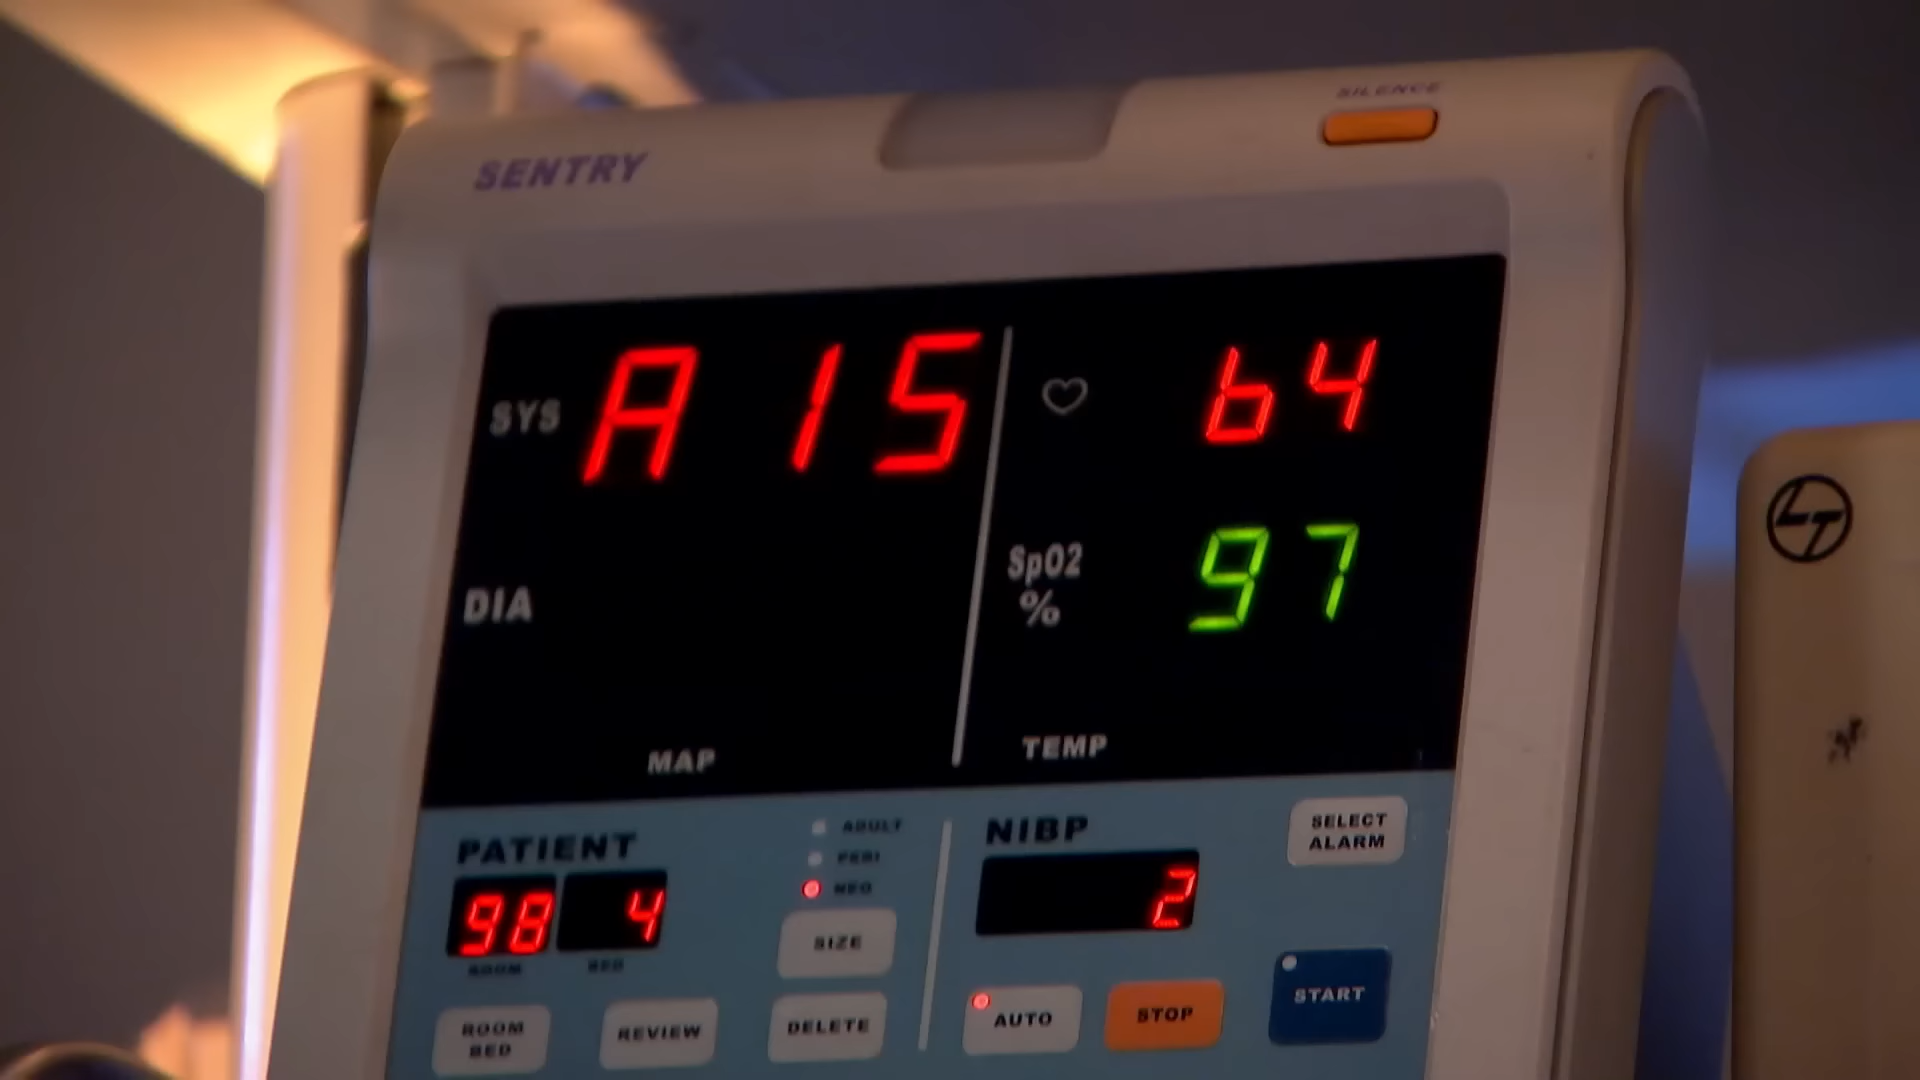 SILENCE
SENTRY
SYS A 15
64
DIA
SpO2
%
97
MAP
TEMP
PATIENT
ADULT
PEDI
NEO
98 4
ROOM BED
SIZE
NIBP
2
SELECT
ALARM
ROOM
BED
REVIEW
DELETE
AUTO
STOP
START
LT